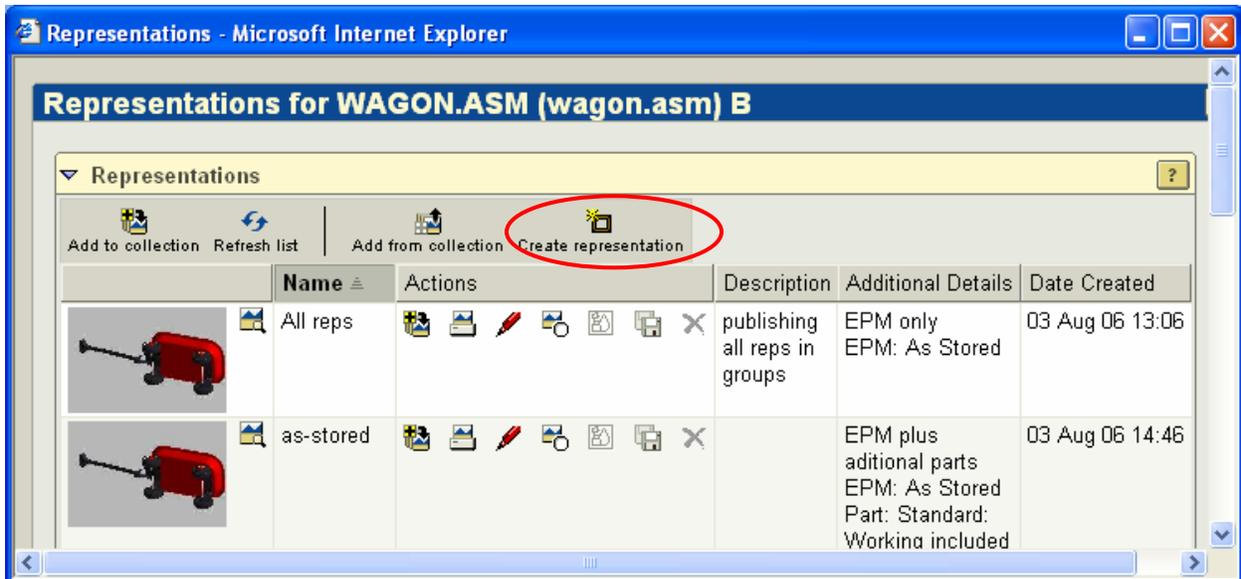 Representations - Microsoft Internet Explorer
Representations for WAGON.ASM (wagon.asm) B
Representations
?
Add to collection Refresh list Add from collection Create representation
Name Actions Description Additional Details Date Created
All reps publishing all reps in groups EPM only EPM: As Stored 03 Aug 06 13:06
as-stored EPM plus aditional parts EPM: As Stored Part: Standard: Working included 03 Aug 06 14:46